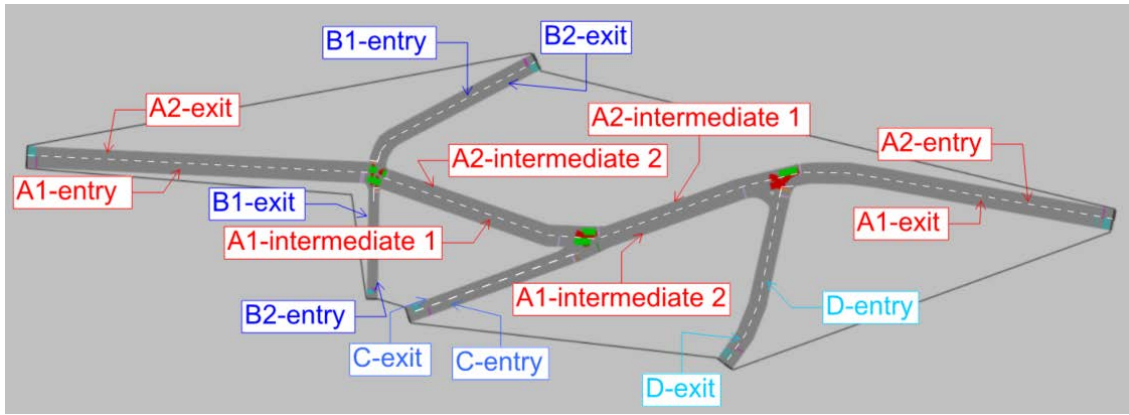 B1-entry
B2-exit
A2-exit
A2-intermediate 1
A2-entry
A2-intermediate 2
A1-entry
B1-exit
A1-exit
A1-intermediate 1
A1-intermediate 2
D-entry
B2-entry
C-exit
C-entry
D-exit